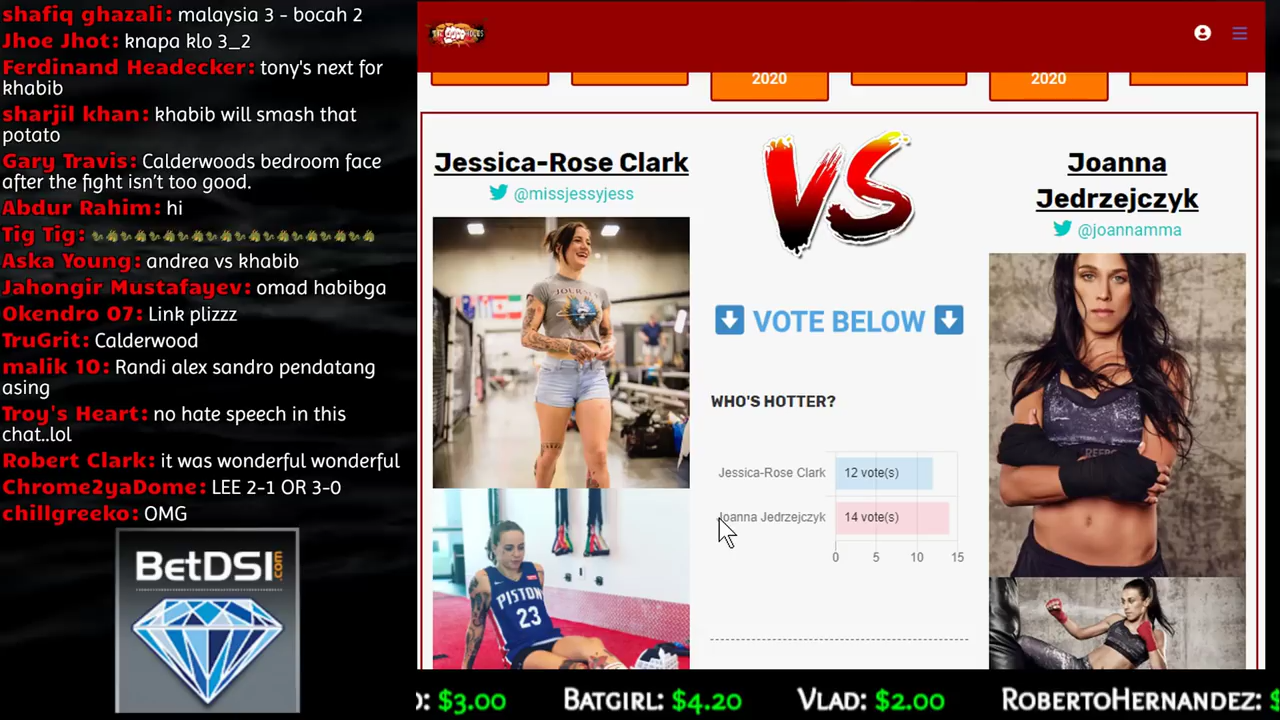 shafiq ghazali: malaysia 3 - bocah 2
Jhoe Jhot: knapa klo 3_2
Ferdinand Headecker: tony's next for
khabib
sharjil khan: khabib will smash that
potato
Gary Travis: Calderwoods bedroom face
after the fight isn't too good.
Abdur Rahim: hi
Tig Tig:
Aska Young: andrea vs khabib
Jahongir Mustafayev: omad habibga
Okendro 07: Link plizzz
TruGrit: Calderwood
malik 10: Randi alex sandro pendatang
asing
Troy's Heart: no hate speech in this
chat..lol
Robert Clark: it was wonderful wonderful
Chrome2yaDome: LEE 2-1 OR 3-0
chillgreeko: OMG
BetDSI.com
2020
2020
Jessica-Rose Clark
@missjessyjess
JOURNEY
PISTONS
23
VS
VOTE BELOW
WHO'S HOTTER?
Jessica-Rose Clark 12 vote(s)
Joanna Jedrzejczyk 14 vote(s)
0 5 10 15
Joanna
Jedrzejczyk
@joannamma
REEBOK
: $3.00 BATGIRL: $4.20 VLAD: $2.00 ROBERTOHERNANDEZ: $